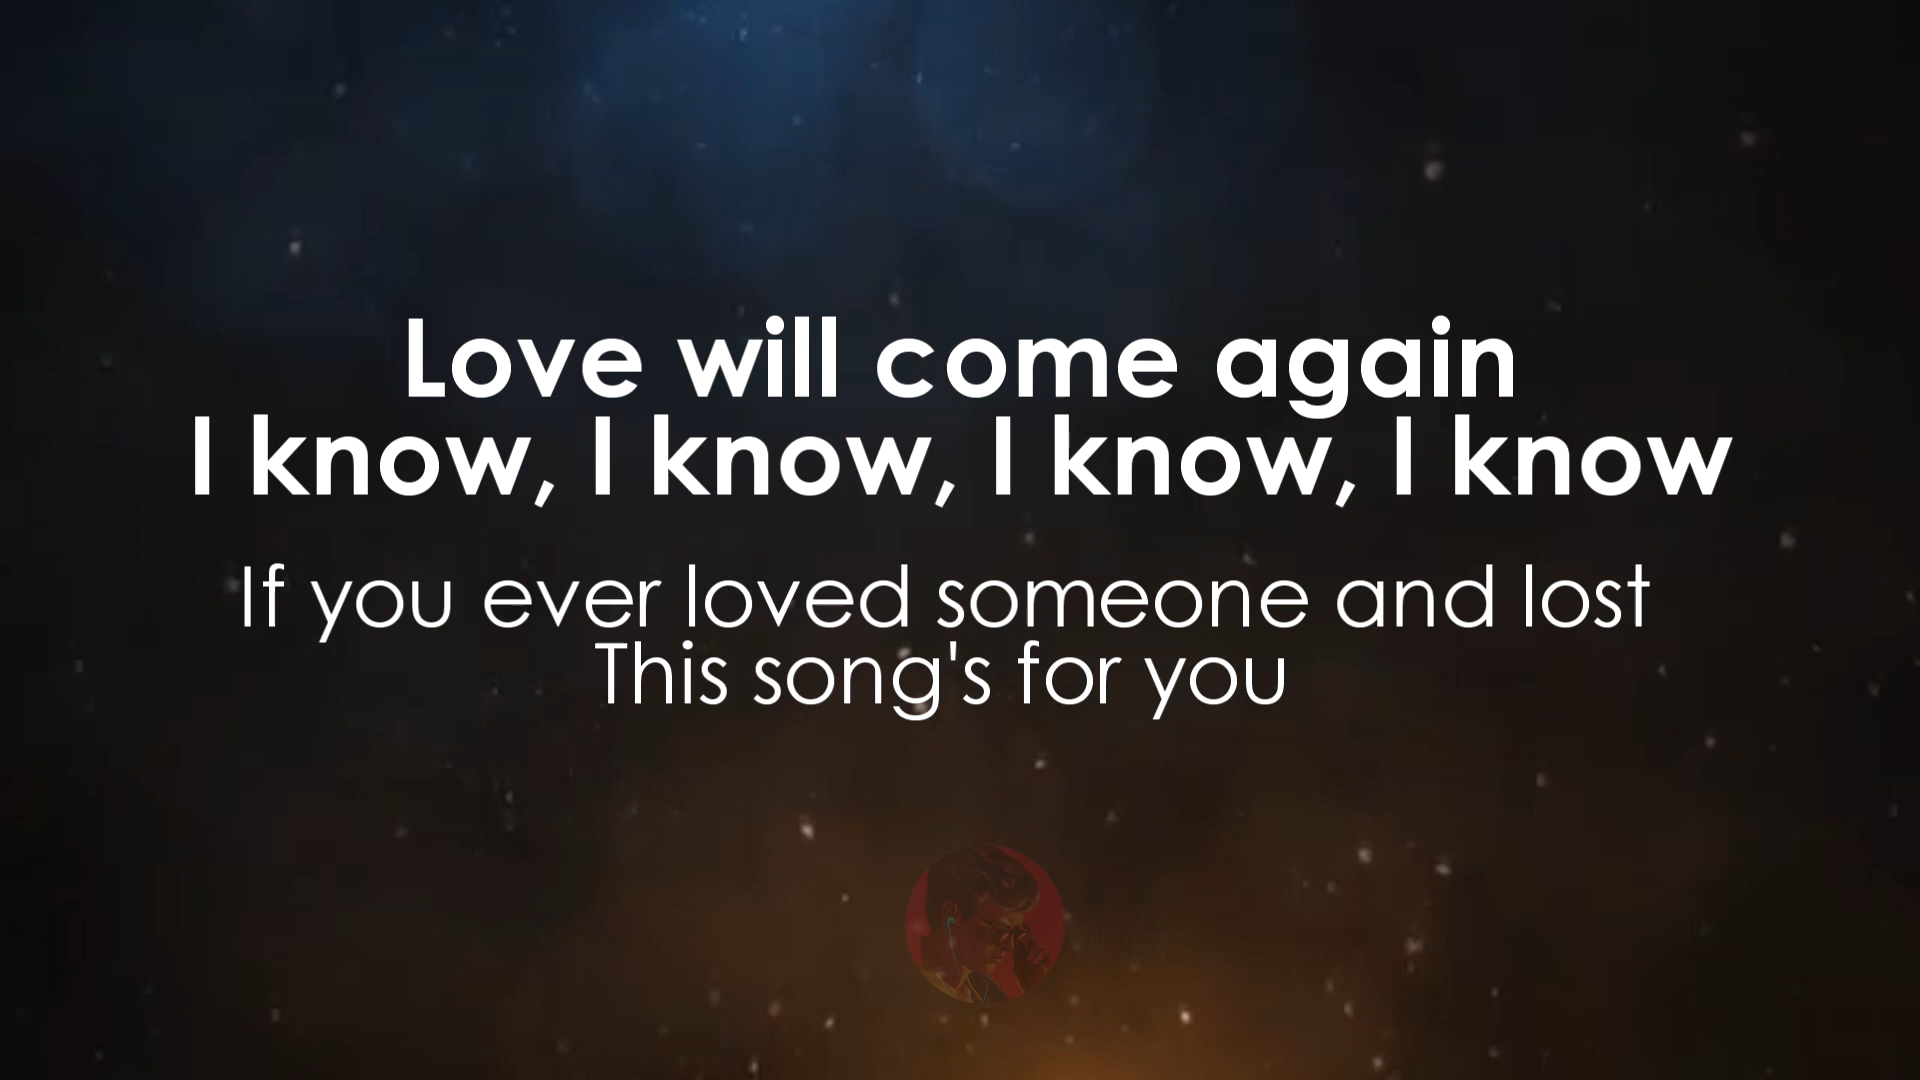 Love will come again
I know, I know, I know, I know
If you ever loved someone and lost
This song's for you